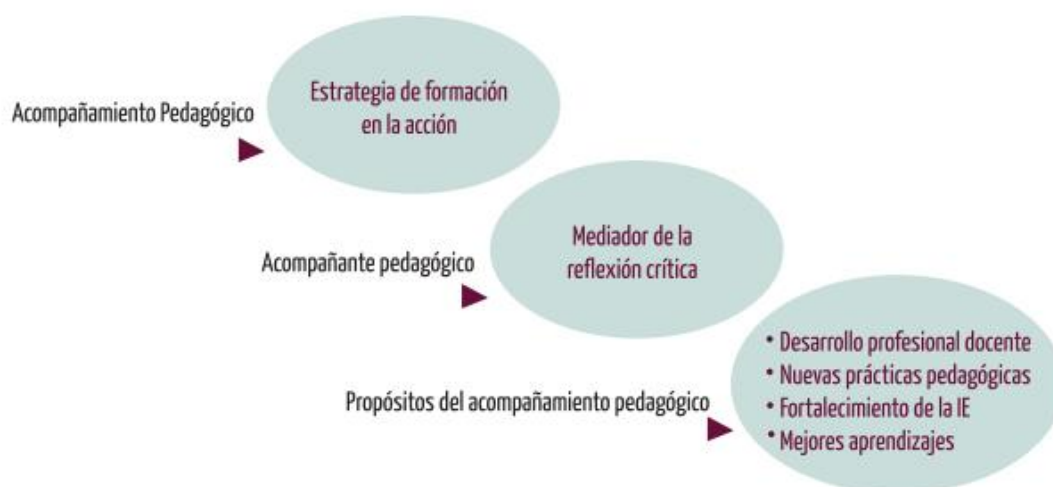 Estrategia de formación
en la acción
Acompañamiento Pedagógico
Mediador de la
reflexión crítica
Acompañante pedagógico
• Desarrollo profesional docente
• Nuevas prácticas pedagógicas
Propósitos del acompañamiento pedagógico
• Fortalecimiento de la IE
• Mejores aprendizajes